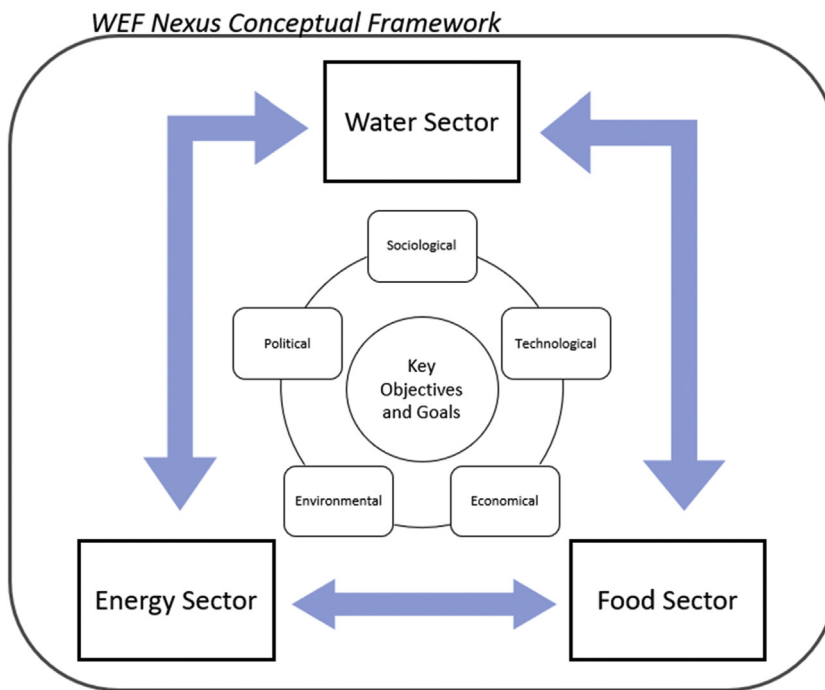 WEF Nexus Conceptual Framework
Water Sector
Sociological
Political
Technological
Key
Objectives
and Goals
Environmental
Economical
Energy Sector
Food Sector